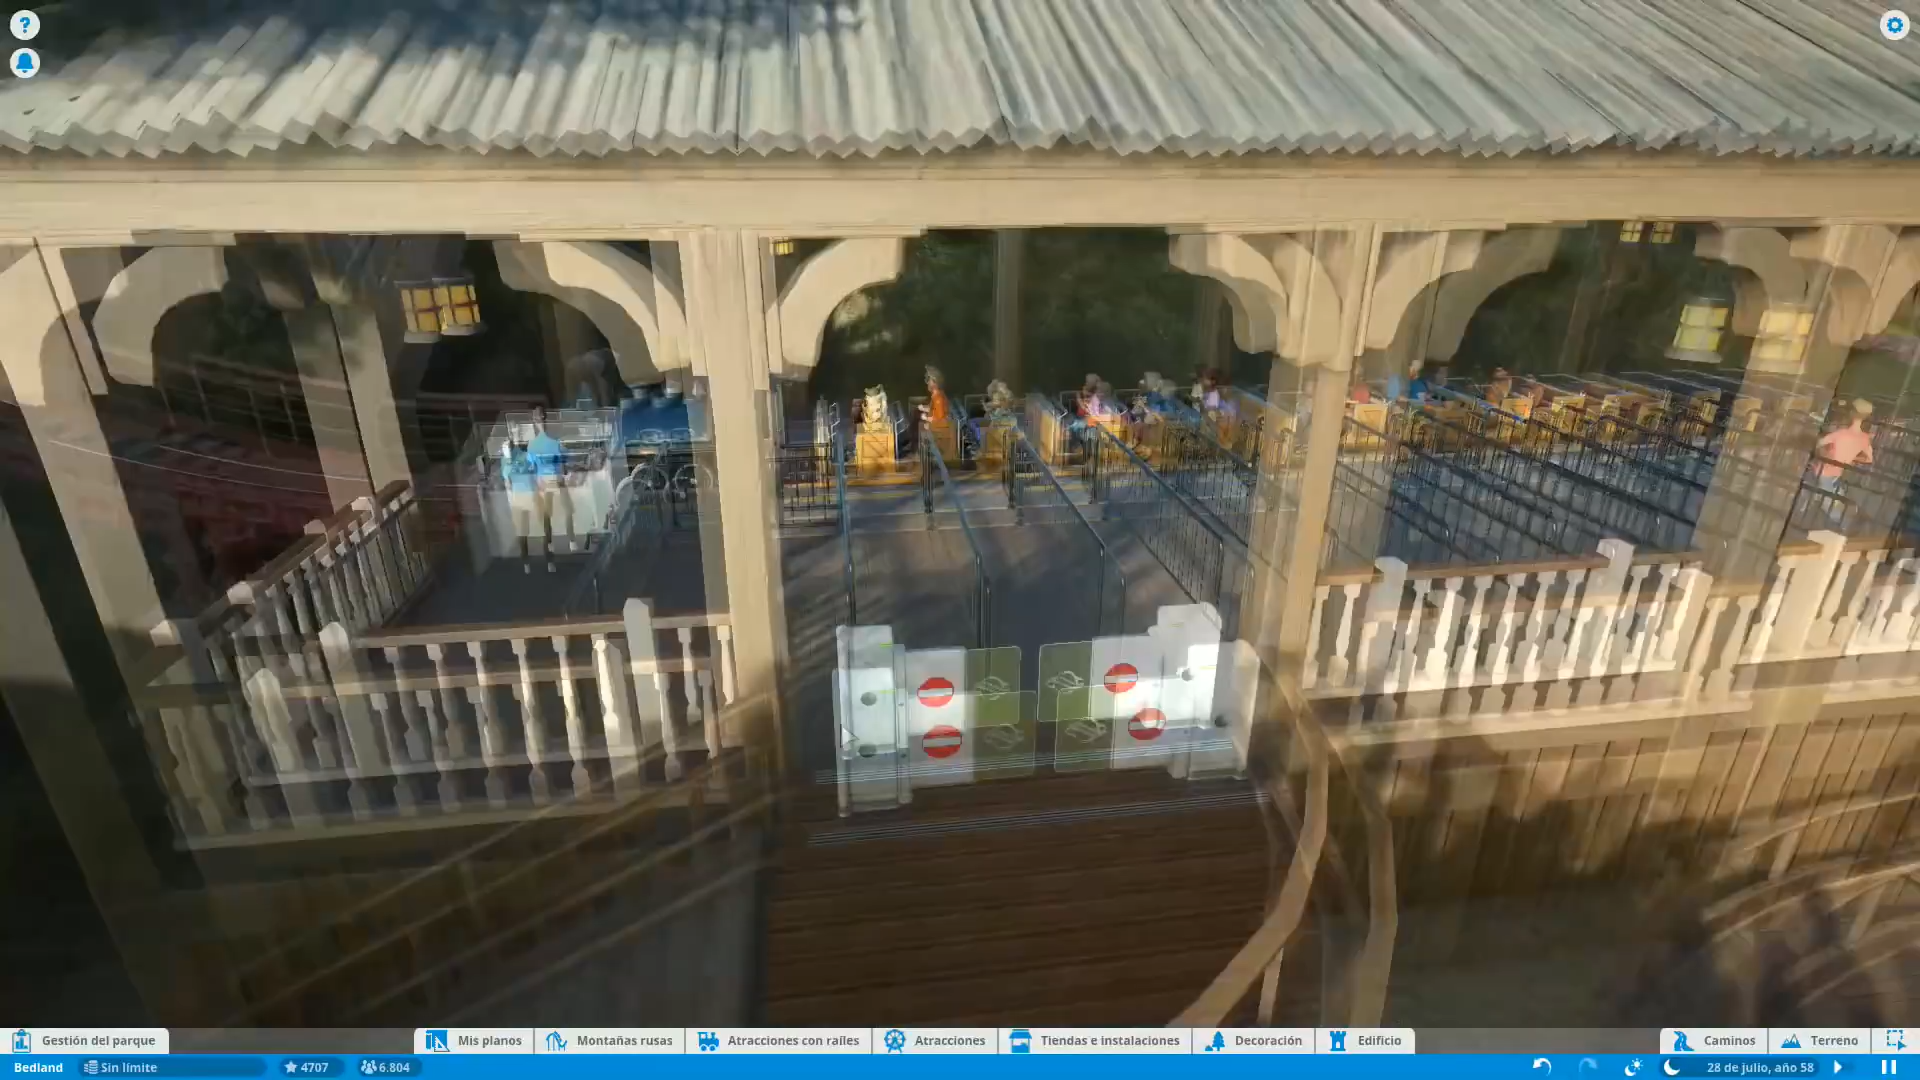 ?
Gestión del parque
Mis planos
Montañas rusas
Atracciones con raíles
Atracciones
Tiendas e instalaciones
Decoración
Edificio
Caminos
Terreno
Bedland
Sin límite
4707
6.804
28 de julio, año 58